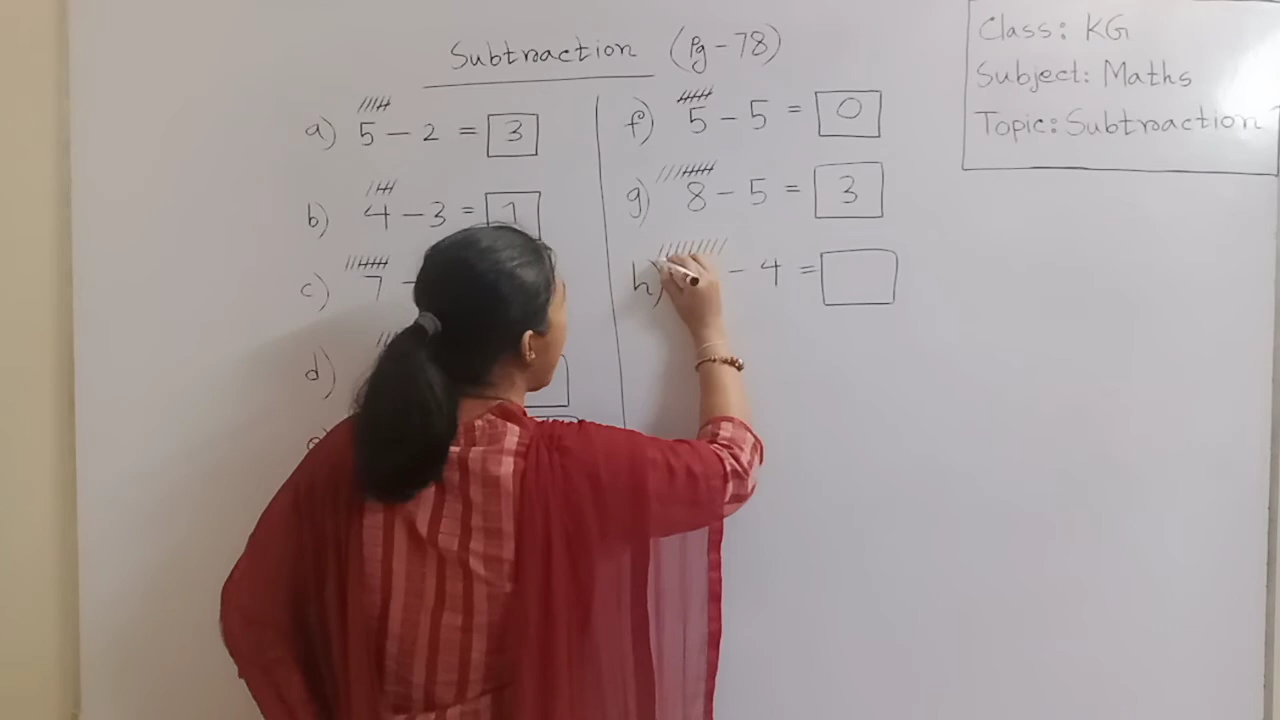 Subtraction (Pg-78)
a) 5 - 2 = 3
b) 4 - 3 = 1
c) 7 -
d)
f) 5 - 5 = 0
g) 8 - 5 = 3
h) - 4 =
Class: KG
Subject: Maths
Topic: Subtraction